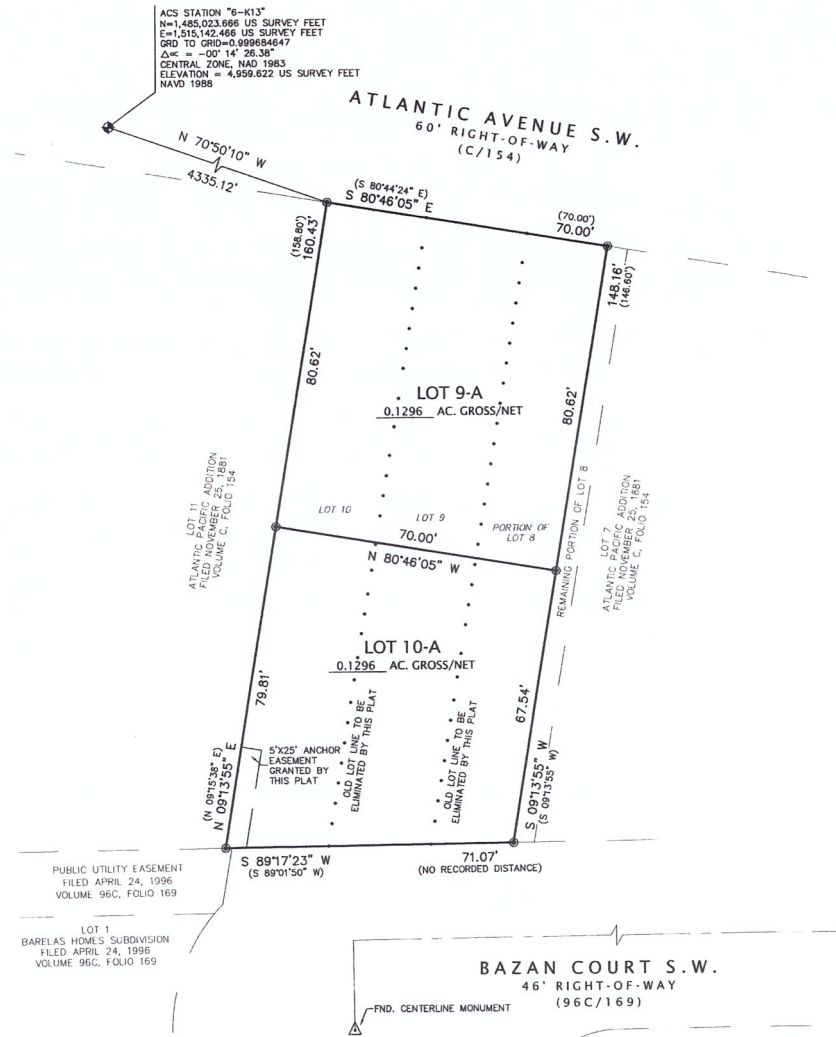 ACS STATION "6-K13"
N=1,485,023.666 US SURVEY FEET
E=1,515,142.466 US SURVEY FEET
GRD TO GRID=0.999684647
Δ∝ = -00° 14' 26.38"
CENTRAL ZONE, NAD 1983
ELEVATION = 4,959.622 US SURVEY FEET
NAVD 1988
ATLANTIC AVENUE S.W.
60' RIGHT-OF-WAY
(C/154)
N 70°50'10" W
4335.12'
(S 80°44'24" E)
S 80°46'05" E
(70.00')
70.00'
(158.80')
160.43'
148.16'
(146.60')
80.62'
80.62'
LOT 9-A
0.1296 AC. GROSS/NET
LOT 11
ATLANTIC PACIFIC ADDITION
FILED NOVEMBER 25, 1881
VOLUME C, FOLIO 154
LOT 10
LOT 9
PORTION OF
LOT 8
REMAINING PORTION OF LOT 8
LOT 7
ATLANTIC PACIFIC ADDITION
FILED NOVEMBER 25, 1881
VOLUME C, FOLIO 154
70.00'
N 80°46'05" W
LOT 10-A
0.1296 AC. GROSS/NET
79.81'
67.54'
5'X25' ANCHOR
EASEMENT
GRANTED BY
THIS PLAT
OLD LOT LINE TO BE
ELIMINATED BY THIS PLAT
OLD LOT LINE TO BE
ELIMINATED BY THIS PLAT
(N 09°15'38" E)
N 09°13'55" E
S 09°13'55" W
(S 09°13'55" W)
S 89°17'23" W
(S 89°01'50" W)
71.07'
(NO RECORDED DISTANCE)
PUBLIC UTILITY EASEMENT
FILED APRIL 24, 1996
VOLUME 96C, FOLIO 169
LOT 1
BARELAS HOMES SUBDIVISION
FILED APRIL 24, 1996
VOLUME 96C, FOLIO 169
BAZAN COURT S.W.
46' RIGHT-OF-WAY
(96C/169)
FND. CENTERLINE MONUMENT